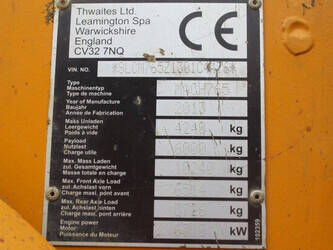 Thwaites Ltd.
Leamington Spa
Warwickshire
England
CV32 7NQ
CE
VIN. NO.
Type
Maschinentyp
Type de machine
Year of Manufacture
Baujahr
Année de Fabrication
Mass Unladen
Leergewicht
Poids à vide
kg
Payload
Nutzlast
Charge utile
kg
Max. Mass Laden
zul. Gesamtgewicht
Masse totale en charge
kg
Max. Front Axle Load
zul. Achslast vorn
Charge maxi. pont avant
kg
Max. Rear Axle Load
zul. Achslast hinten
Charge maxi. pont arrière
kg
Engine power
Motor
Puissance du Moteur
kW
102359